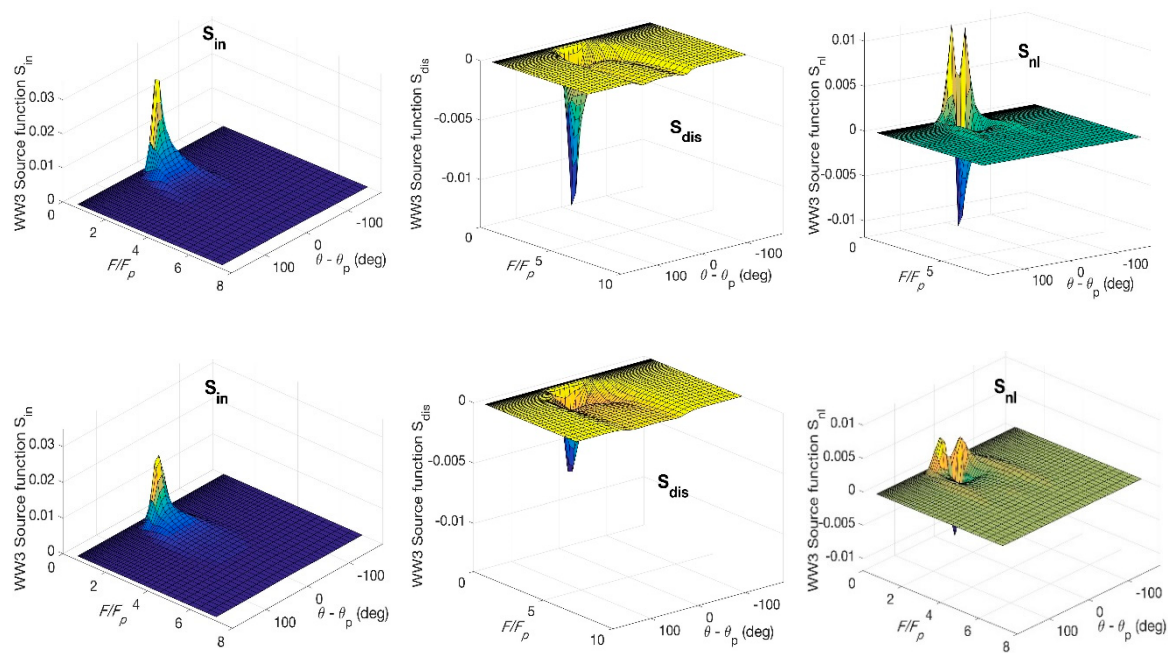 S_in
WW3 Source function S_in
0.03
0.02
0.01
0
0
2
4
6
8
F/F_p
100
0
-100
θ - θ_p (deg)
S_dis
WW3 Source function S_dis
0
-0.005
-0.01
0
5
10
F/F_p
100
0
-100
θ - θ_p (deg)
S_nl
WW3 Source function S_nl
0.01
0.005
0
-0.005
-0.01
0
5
F/F_p
100
0
-100
θ - θ_p (deg)
S_in
WW3 Source function S_in
0.03
0.02
0.01
0
0
2
4
6
8
F/F_p
100
0
-100
θ - θ_p (deg)
S_dis
WW3 Source function S_dis
0
-0.005
-0.01
0
5
10
F/F_p
100
0
-100
θ - θ_p (deg)
S_nl
WW3 Source function S_nl
0.01
0.005
0
-0.005
-0.01
0
2
4
6
8
F/F_p
100
0
-100
θ - θ_p (deg)